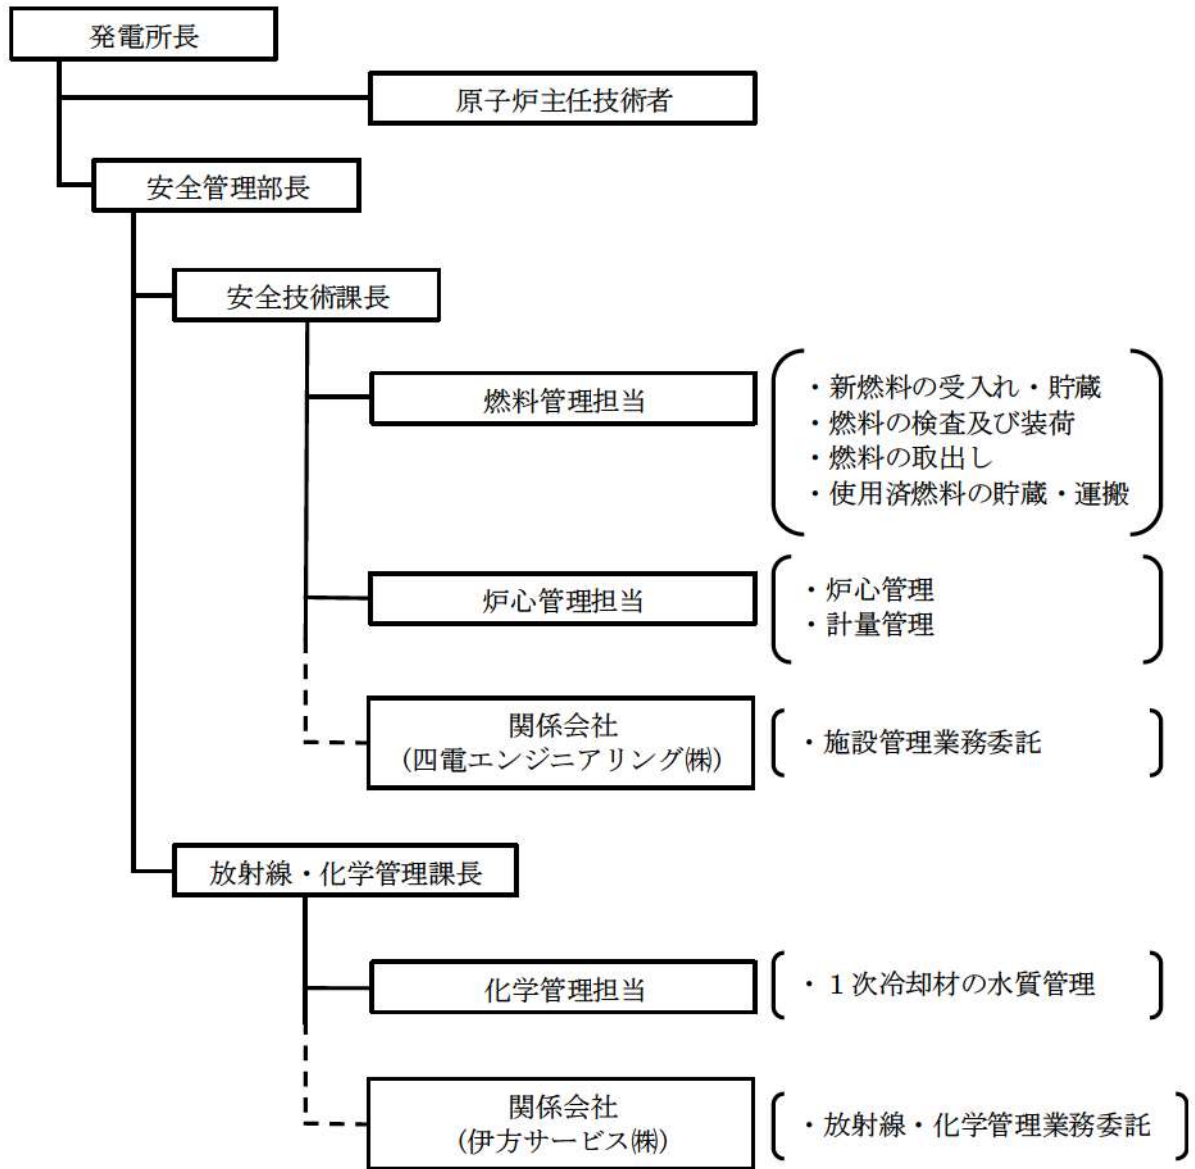 発電所長
原子炉主任技術者
安全管理部長
安全技術課長
燃料管理担当
・新燃料の受入れ・貯蔵
・燃料の検査及び装荷
・燃料の取出し
・使用済燃料の貯蔵・運搬
炉心管理担当
・炉心管理
・計量管理
関係会社
(四電エンジニアリング㈱)
・施設管理業務委託
放射線・化学管理課長
化学管理担当
・1次冷却材の水質管理
関係会社
(伊方サービス㈱)
・放射線・化学管理業務委託